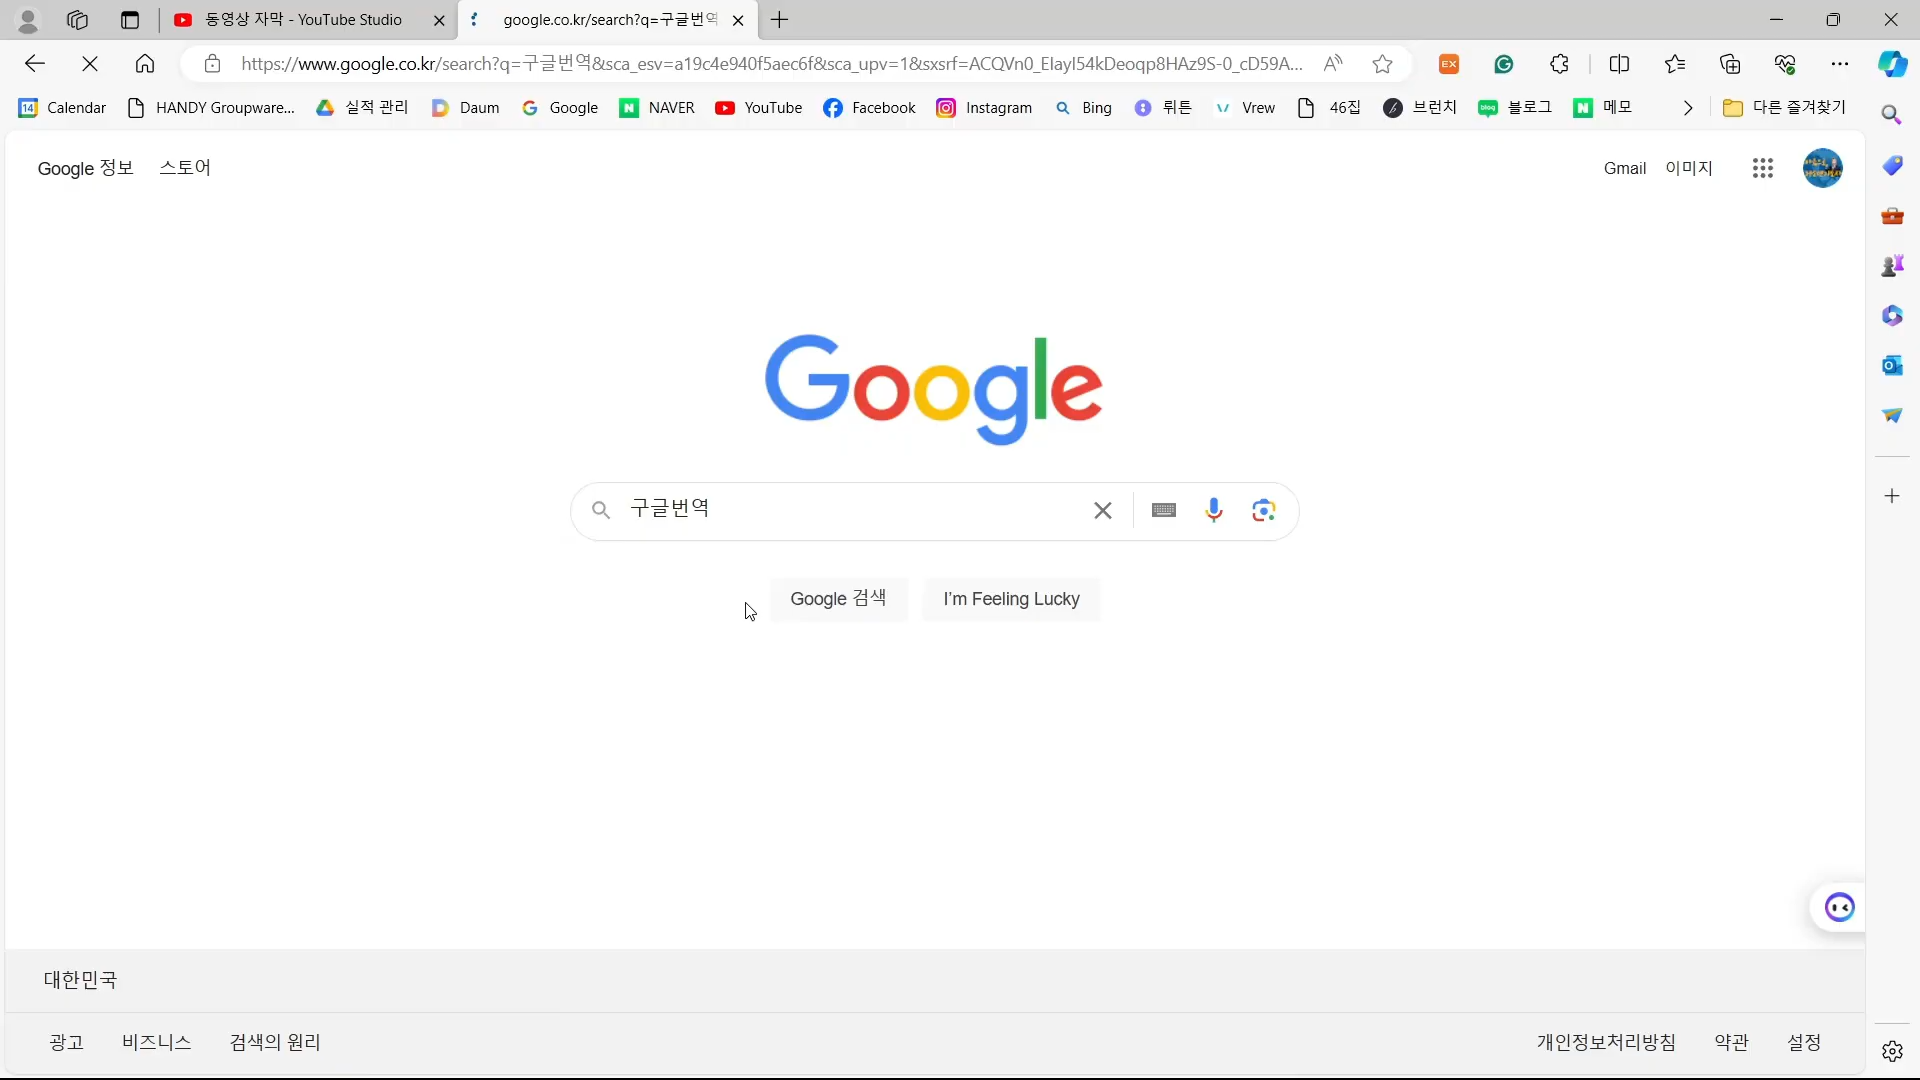 동영상 자막 - YouTube Studio
google.co.kr/search?q=구글번역
https://www.google.co.kr/search?q=구글번역&sca_esv=a19c4e940f5aec6f&sca_upv=1&sxsrf=ACQVn0_EIayl54kDeoqp8HAz9S-0_cD59A...
Calendar
HANDY Groupware...
실적 관리
Daum
Google
NAVER
YouTube
Facebook
Instagram
Bing
뤼튼
Vrew
46집
브런치
블로그
메모
다른 즐겨찾기
Google 정보 스토어
Gmail 이미지
Google
구글번역
Google 검색
I'm Feeling Lucky
대한민국
광고 비즈니스 검색의 원리
개인정보처리방침 약관 설정